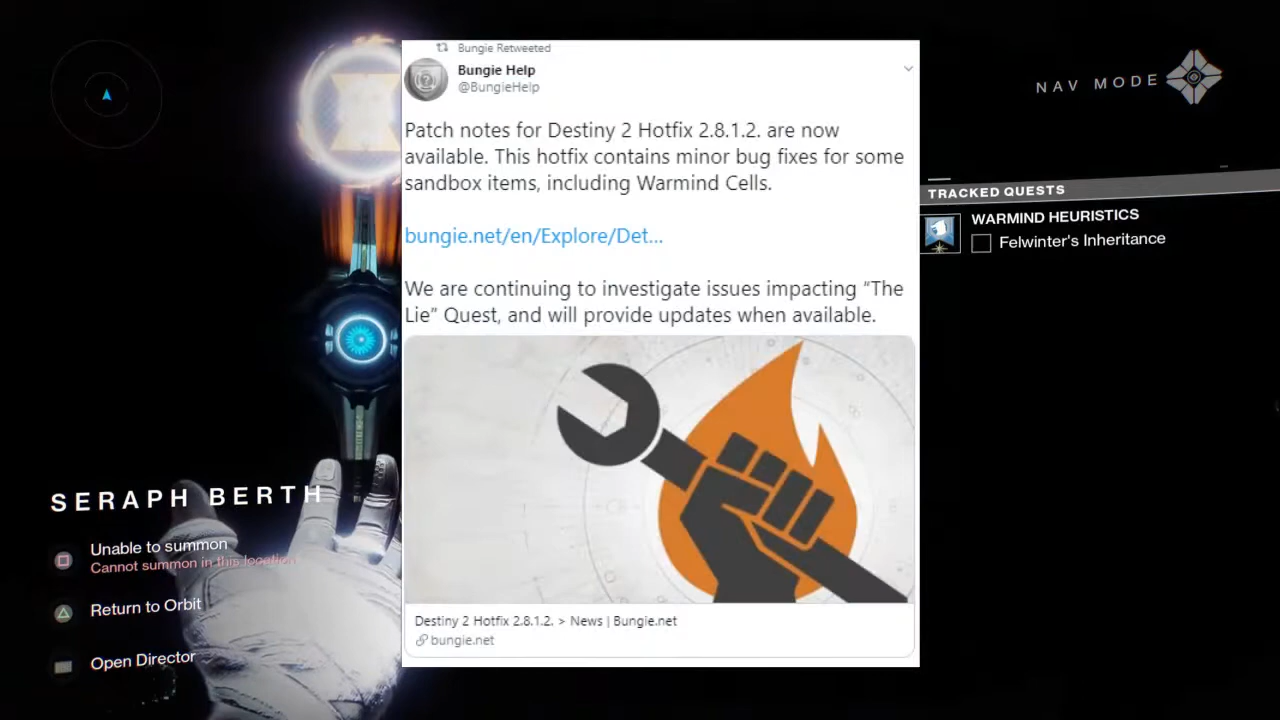 Bungie Retweeted
Bungie Help
@BungieHelp
Patch notes for Destiny 2 Hotfix 2.8.1.2. are now
available. This hotfix contains minor bug fixes for some
sandbox items, including Warmind Cells.
bungie.net/en/Explore/Det...
We are continuing to investigate issues impacting “The
Lie” Quest, and will provide updates when available.
Destiny 2 Hotfix 2.8.1.2. > News | Bungie.net
bungie.net
NAV MODE
TRACKED QUESTS
WARMIND HEURISTICS
Felwinter's Inheritance
SERAPH BERTH
Unable to summon
Cannot summon in this location
Return to Orbit
Open Director